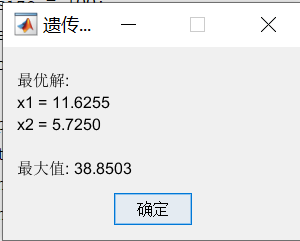 遗传...
最优解:
x1 = 11.6255
x2 = 5.7250
最大值: 38.8503
确定